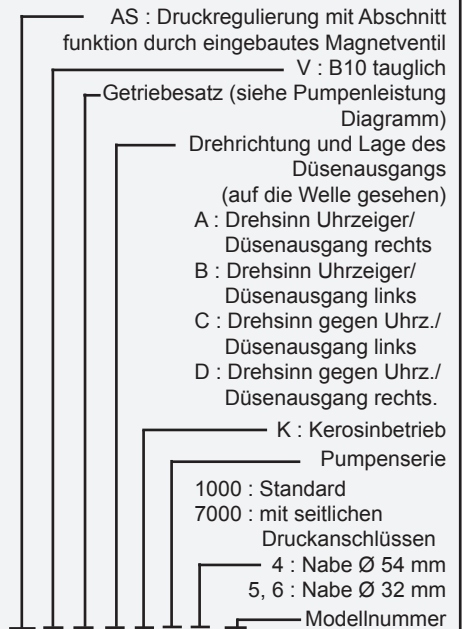 AS : Druckregulierung mit Abschnitt
funktion durch eingebautes Magnetventil
V : B10 tauglich
Getriebesatz (siehe Pumpenleistung
Diagramm)
Drehrichtung und Lage des
Düsenausgangs
(auf die Welle gesehen)
A : Drehsinn Uhrzeiger/
Düsenausgang rechts
B : Drehsinn Uhrzeiger/
Düsenausgang links
C : Drehsinn gegen Uhrz./
Düsenausgang links
D : Drehsinn gegen Uhrz./
Düsenausgang rechts.
K : Kerosinbetrieb
Pumpenserie
1000 : Standard
7000 : mit seitlichen
Druckanschlüssen
4 : Nabe Ø 54 mm
5, 6 : Nabe Ø 32 mm
Modellnummer